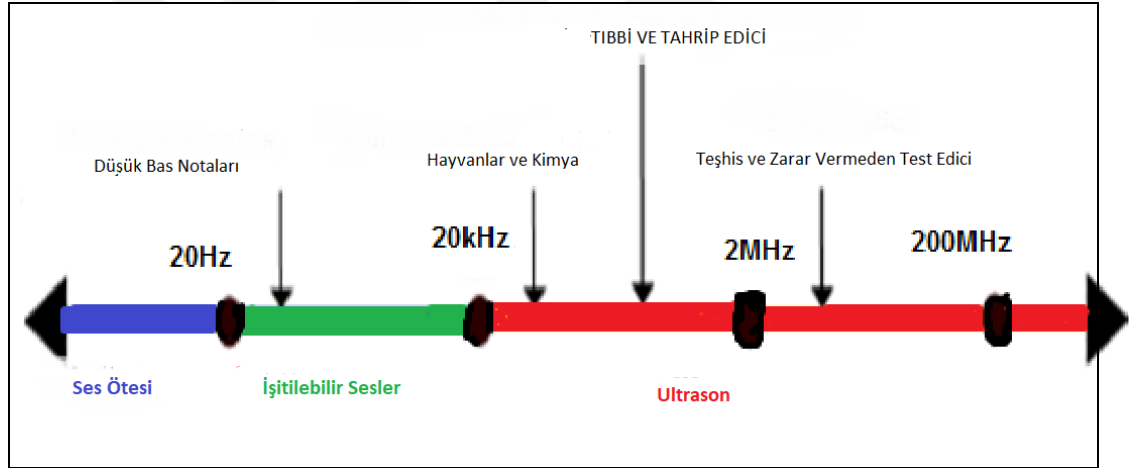 TIBBİ VE TAHRİP EDİCİ
Düşük Bas Notaları
Hayvanlar ve Kimya
Teşhis ve Zarar Vermeden Test Edici
20Hz
20kHz
2MHz
200MHz
Ses Ötesi
İşitilebilir Sesler
Ultrason